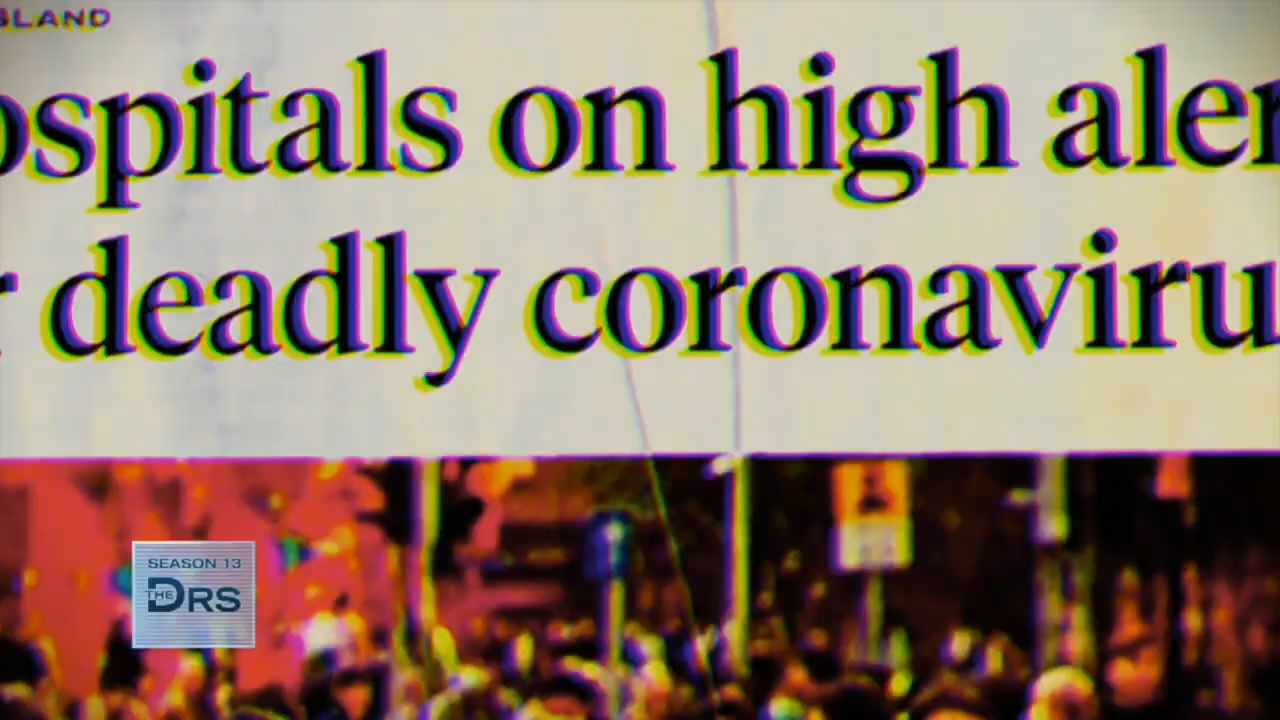 SLAND
ospitals on high aler
r deadly coronaviru
SEASON 13
THE DRS